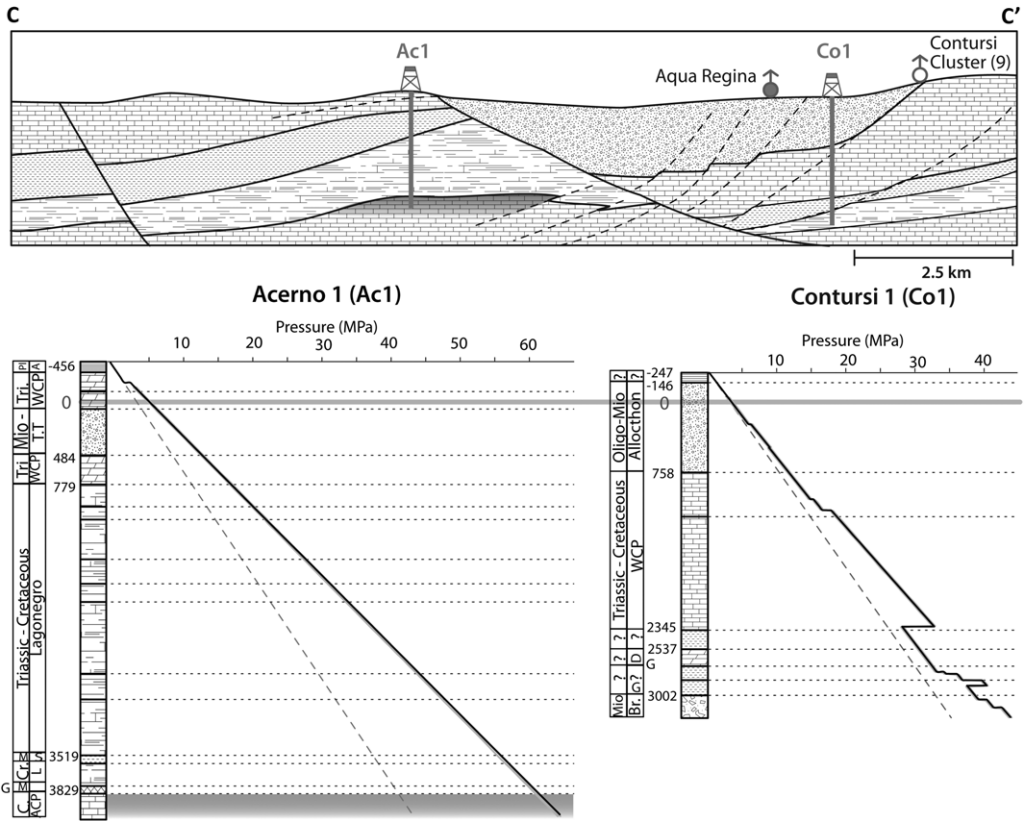 C
C'
Ac1
Co1
Aqua Regina
Contursi
Cluster (9)
2.5 km
Acerno 1 (Ac1)
Pressure (MPa)
10 20 30 40 50 60
-456
0
484
779
3519
3829
Tri. Pl
WCP A
Mio -
T.T
Tri
WCP
Triassic - Cretaceous
Lagonegro
M S
Cr. L
G M
C. ACP
Contursi 1 (Co1)
Pressure (MPa)
10 20 30 40
-247
-146
0
758
2345
2537
G
3002
? ?
Oligo-Mio
Allocthon
Triassic - Cretaceous
WCP
? ?
? D
? G?
Mio Br.